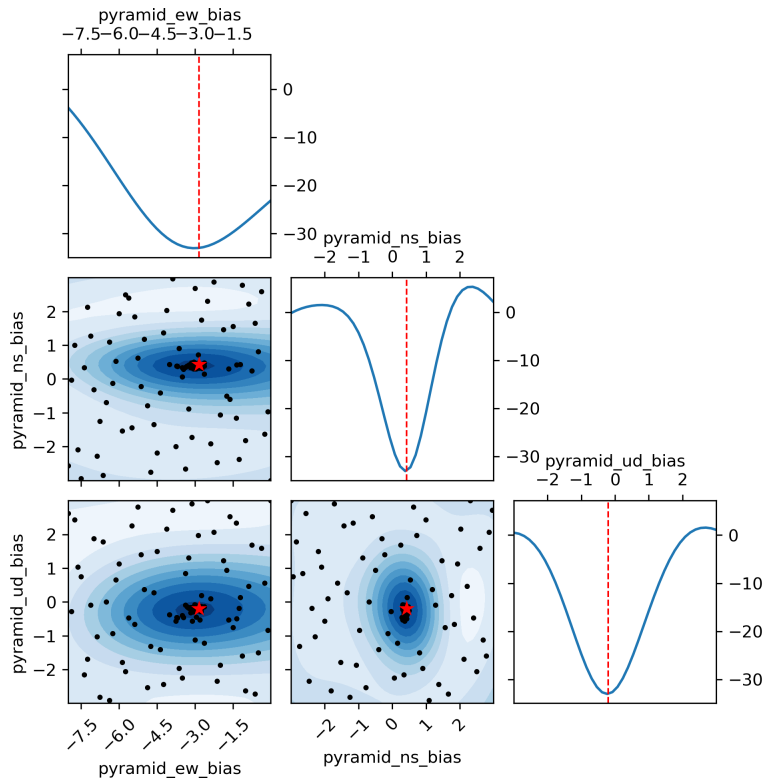 pyramid_ew_bias
−7.5 −6.0 −4.5 −3.0 −1.5
0
−10
−20
−30
pyramid_ns_bias
−2 −1 0 1 2
pyramid_ns_bias
2
1
0
−1
−2
0
−10
−20
−30
pyramid_ud_bias
−2 −1 0 1 2
pyramid_ud_bias
2
1
0
−1
−2
0
−10
−20
−30
−7.5 −6.0 −4.5 −3.0 −1.5
−2 −1 0 1 2
pyramid_ew_bias
pyramid_ns_bias